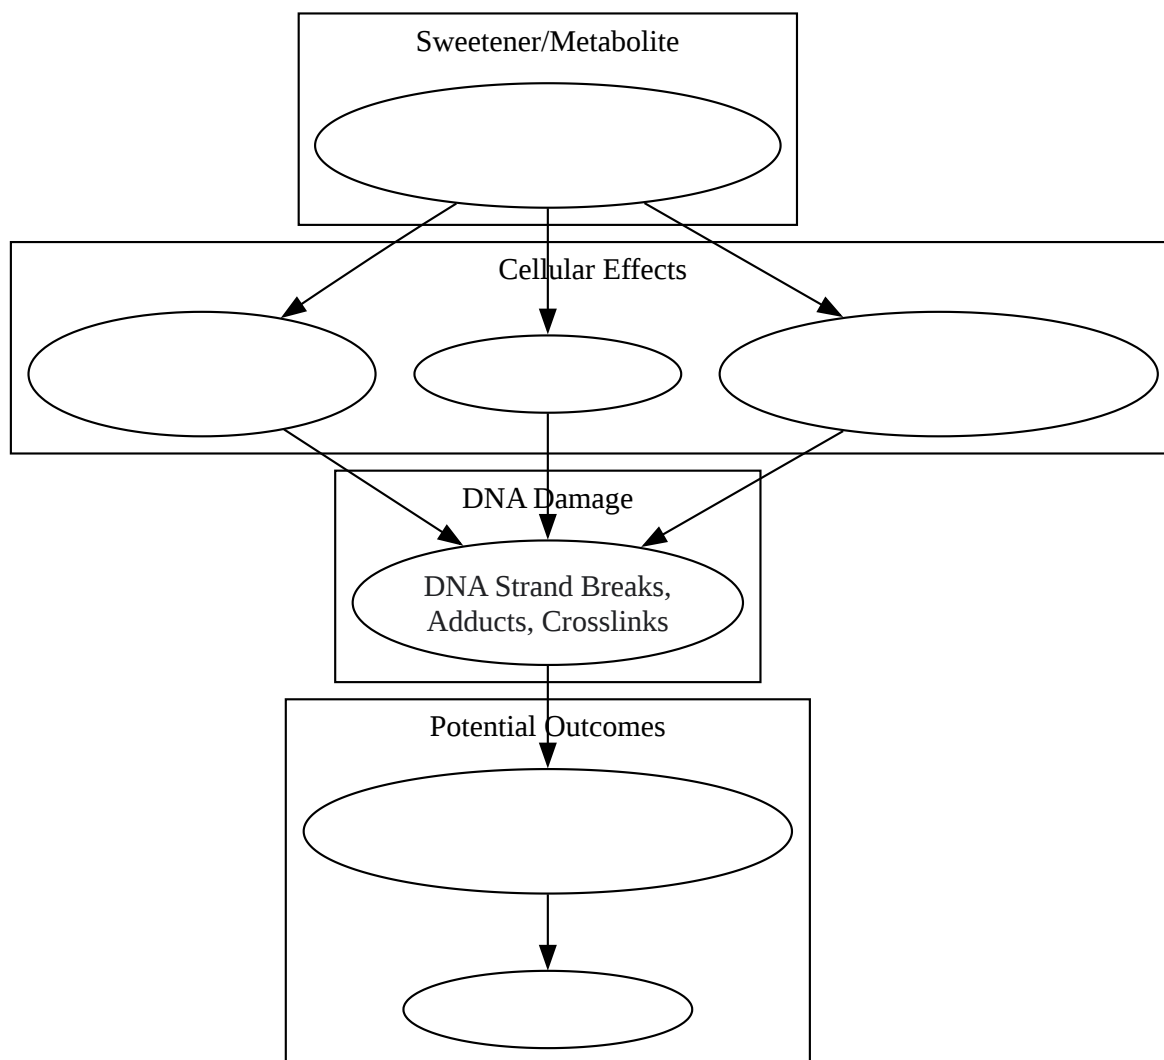 Sweetener/Metabolite
Cellular Effects
DNA Damage
DNA Strand Breaks,
Adducts, Crosslinks
Potential Outcomes